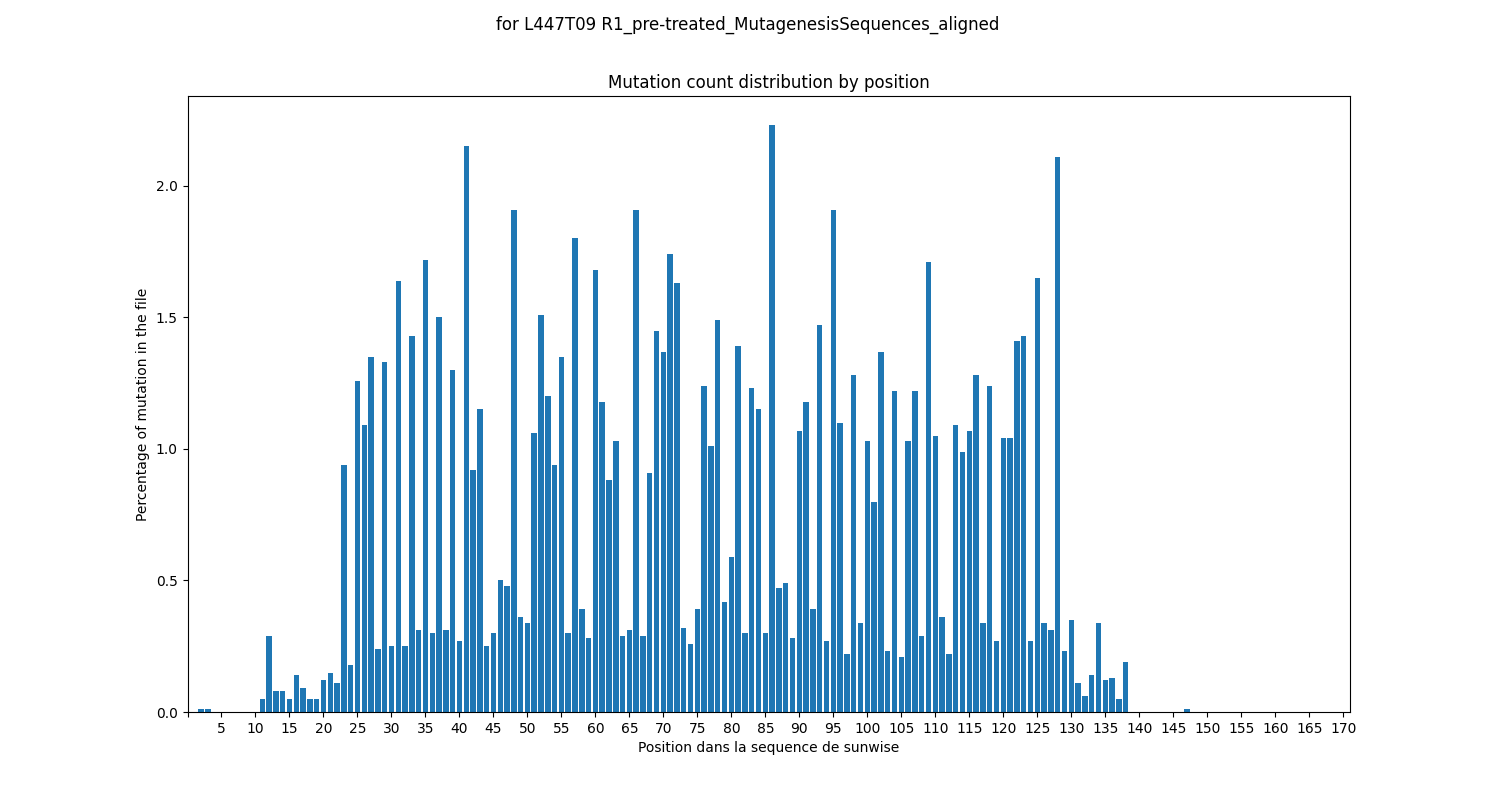 for L447T09 R1_pre-treated_MutagenesisSequences_aligned
Mutation count distribution by position
Percentage of mutation in the file
2.0
1.5
1.0
0.5
0.0
5 10 15 20 25 30 35 40 45 50 55 60 65 70 75 80 85 90 95 100 105 110 115 120 125 130 135 140 145 150 155 160 165 170
Position dans la sequence de sunwise